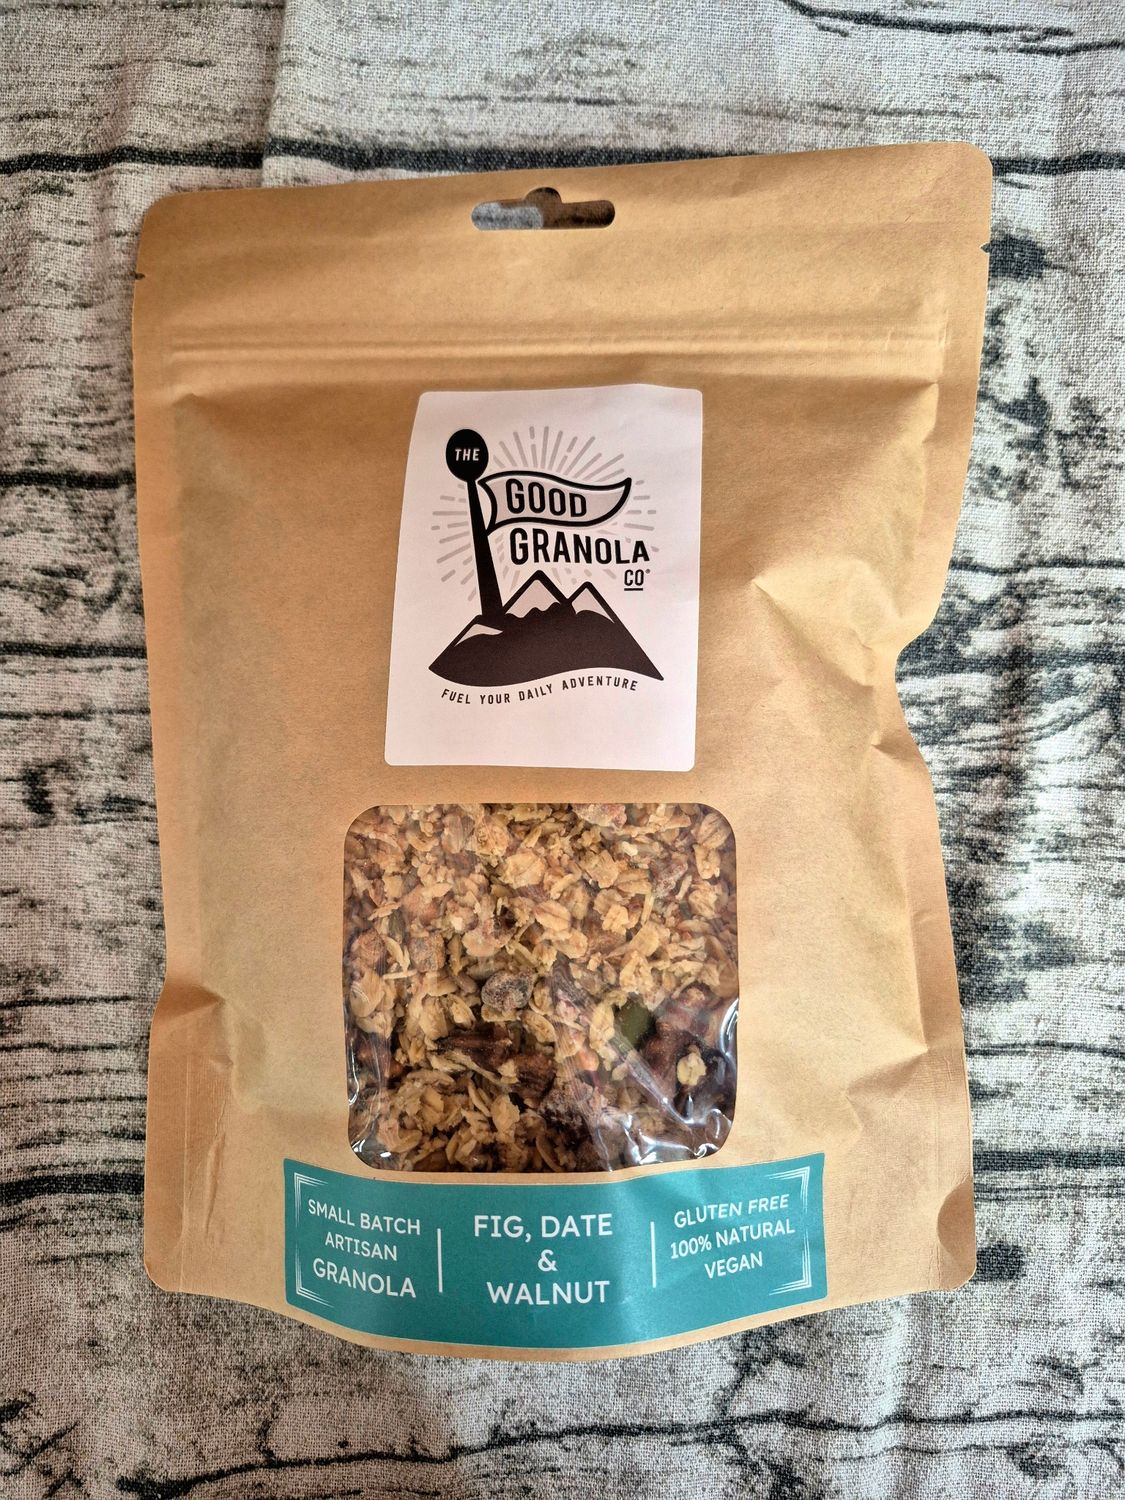 THE
GOOD
GRANOLA
CO®
FUEL YOUR DAILY ADVENTURE
SMALL BATCH
ARTISAN
GRANOLA
FIG, DATE
&
WALNUT
GLUTEN FREE
100% NATURAL
VEGAN